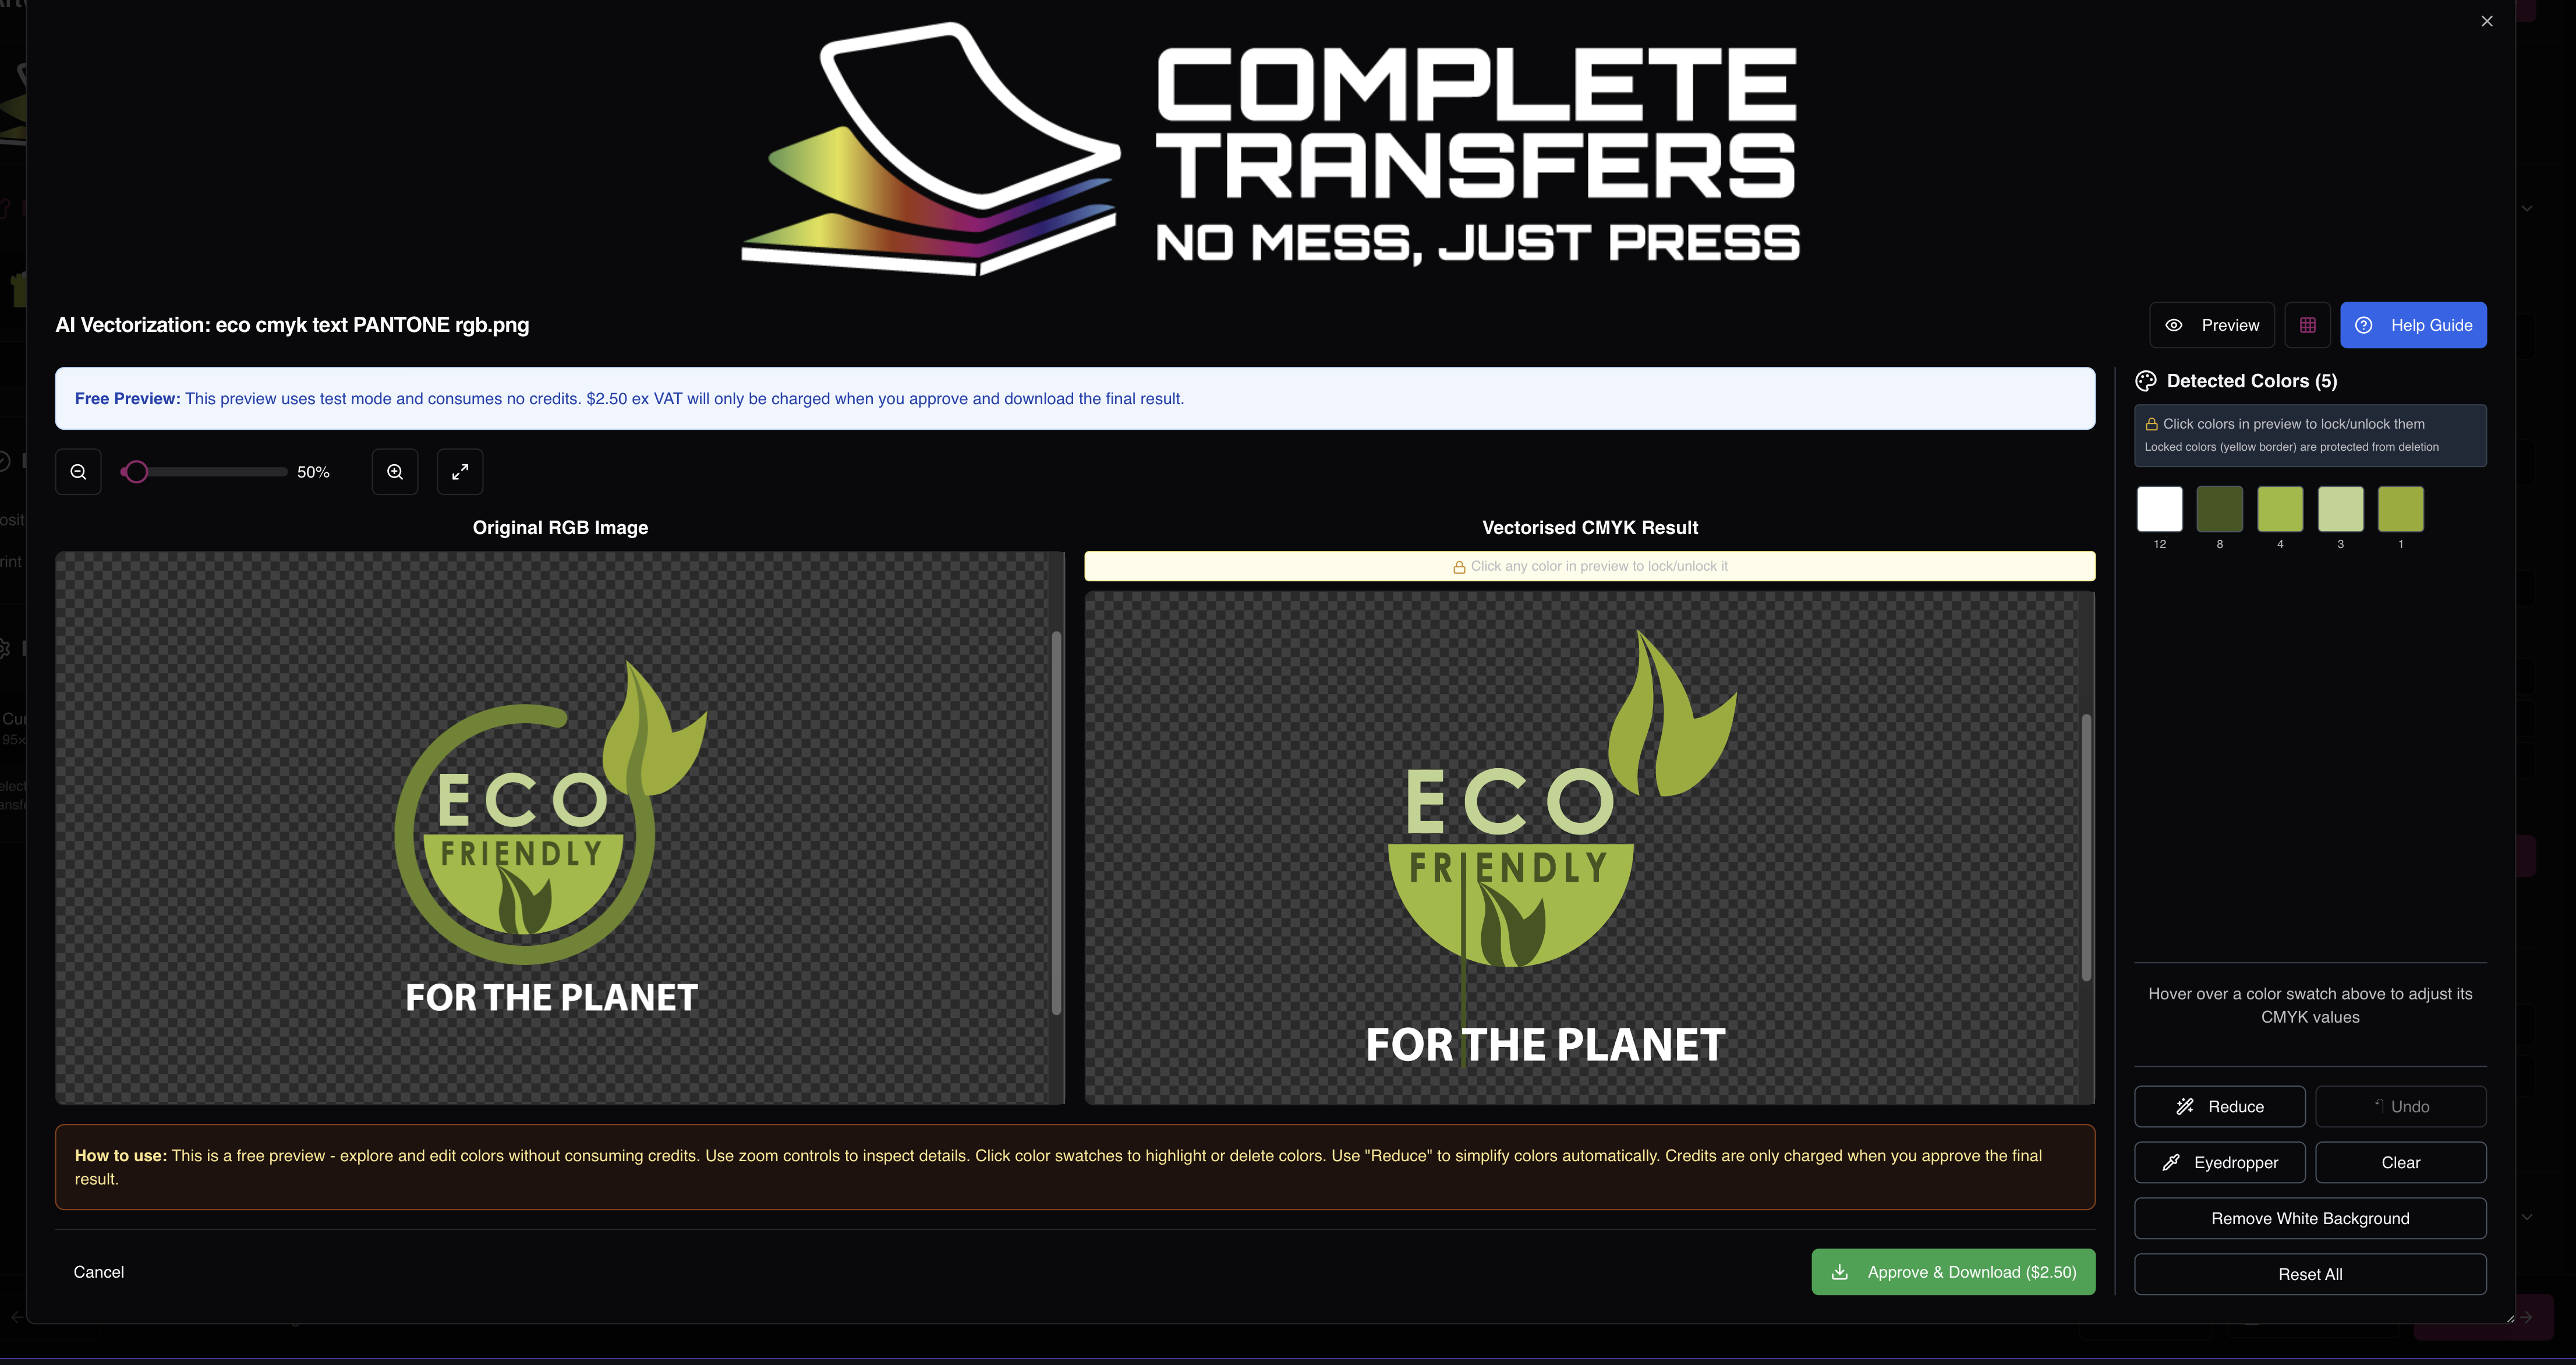 COMPLETE
TRANSFERS
NO MESS, JUST PRESS
AI Vectorization: eco cmyk text PANTONE rgb.png
Preview
Help Guide
Free Preview: This preview uses test mode and consumes no credits. $2.50 ex VAT will only be charged when you approve and download the final result.
50%
Original RGB Image
Vectorised CMYK Result
Click any color in preview to lock/unlock it
ECO
FRIENDLY
FOR THE PLANET
ECO
FRIENDLY
FOR THE PLANET
How to use: This is a free preview - explore and edit colors without consuming credits. Use zoom controls to inspect details. Click color swatches to highlight or delete colors. Use "Reduce" to simplify colors automatically. Credits are only charged when you approve the final
result.
Cancel
Approve & Download ($2.50)
Detected Colors (5)
Click colors in preview to lock/unlock them
Locked colors (yellow border) are protected from deletion
12 8 4 3 1
Hover over a color swatch above to adjust its
CMYK values
Reduce
Undo
Eyedropper
Clear
Remove White Background
Reset All